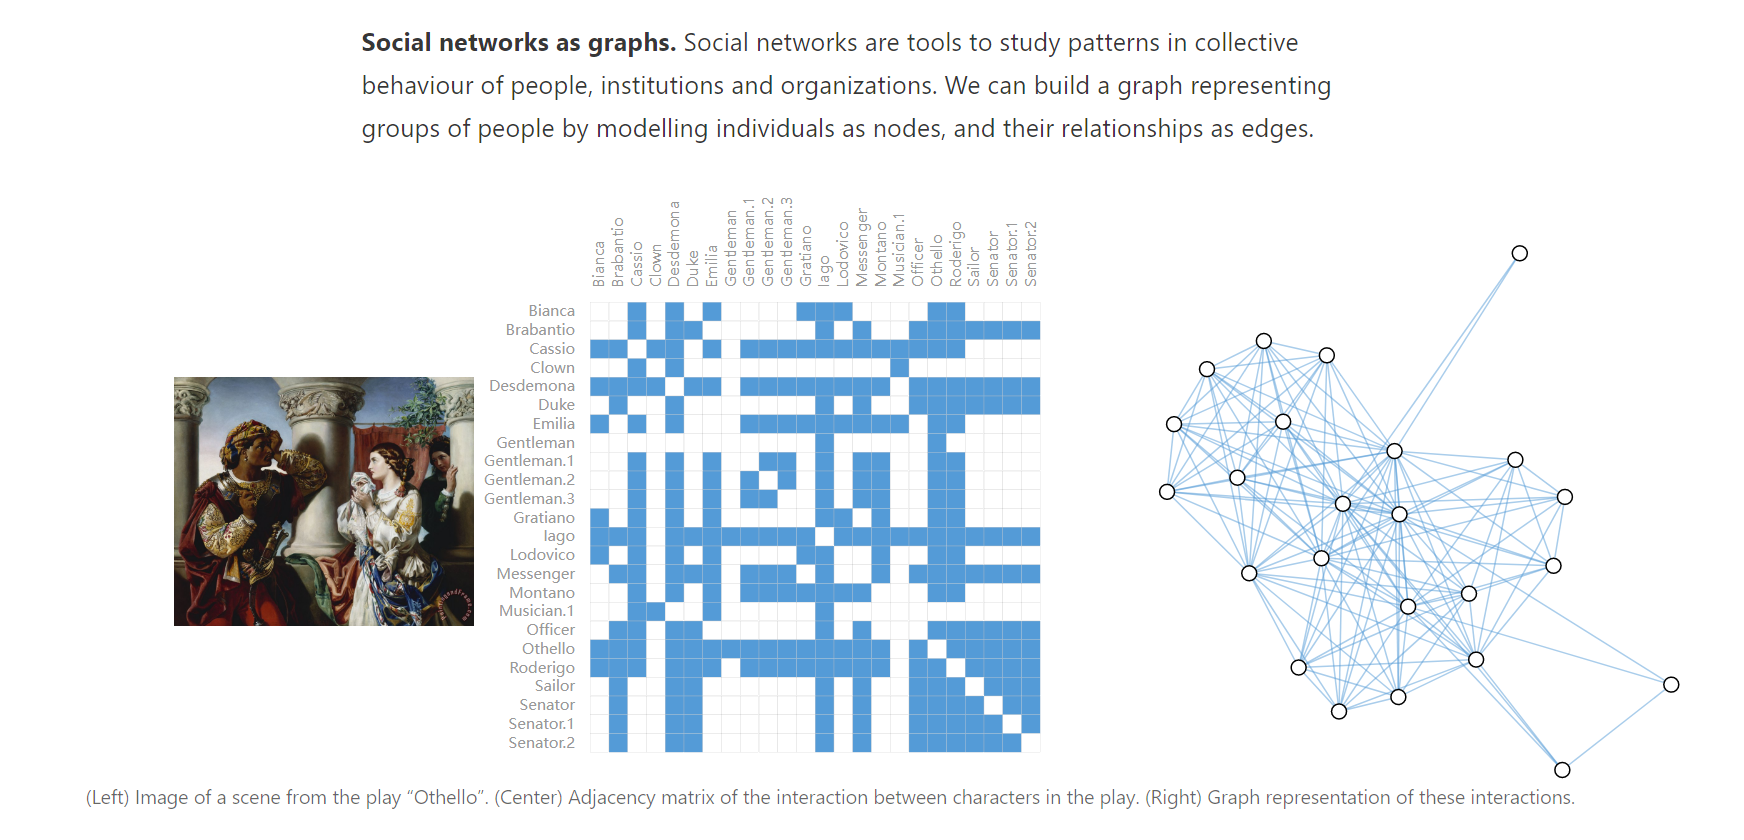 Social networks as graphs. Social networks are tools to study patterns in collective
behaviour of people, institutions and organizations. We can build a graph representing
groups of people by modelling individuals as nodes, and their relationships as edges.
Bianca
Brabantio
Cassio
Clown
Desdemona
Duke
Emilia
Gentleman
Gentleman.1
Gentleman.2
Gentleman.3
Gratiano
Iago
Lodovico
Messenger
Montano
Musician.1
Officer
Othello
Roderigo
Sailor
Senator
Senator.1
Senator.2
Bianca
Brabantio
Cassio
Clown
Desdemona
Duke
Emilia
Gentleman
Gentleman.1
Gentleman.2
Gentleman.3
Gratiano
Iago
Lodovico
Messenger
Montano
Musician.1
Officer
Othello
Roderigo
Sailor
Senator
Senator.1
Senator.2
(Left) Image of a scene from the play “Othello”. (Center) Adjacency matrix of the interaction between characters in the play. (Right) Graph representation of these interactions.